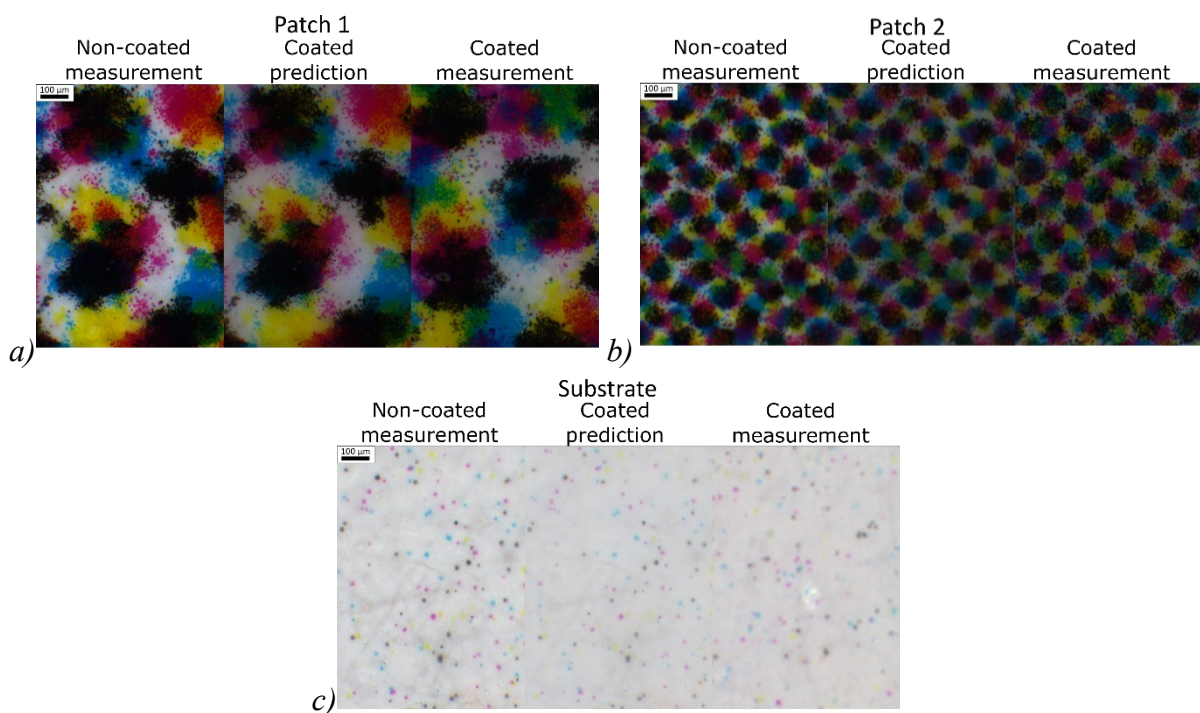 Patch 1
Non-coated measurement
Coated prediction
Coated measurement
100 µm
a)
Patch 2
Non-coated measurement
Coated prediction
Coated measurement
100 µm
b)
Substrate
Non-coated measurement
Coated prediction
Coated measurement
100 µm
c)